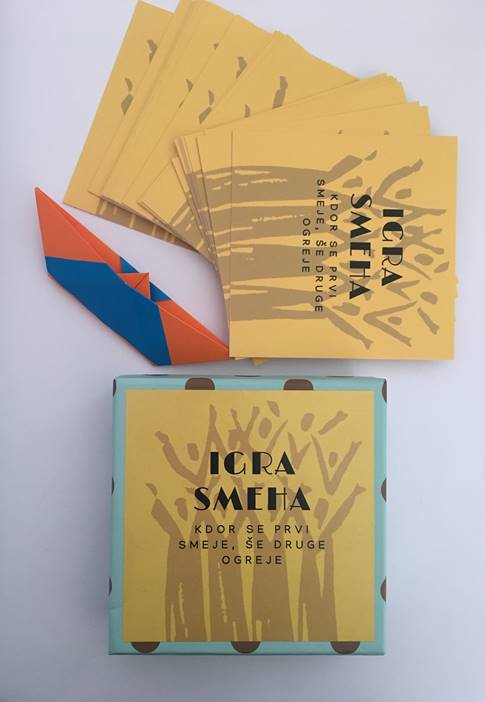 IGRA
SMEHA
KDOR SE PRVI
SMEJE, ŠE DRUGE
OGREJE
IGRA
SMEHA
KDOR SE PRVI
SMEJE, ŠE DRUGE
OGREJE